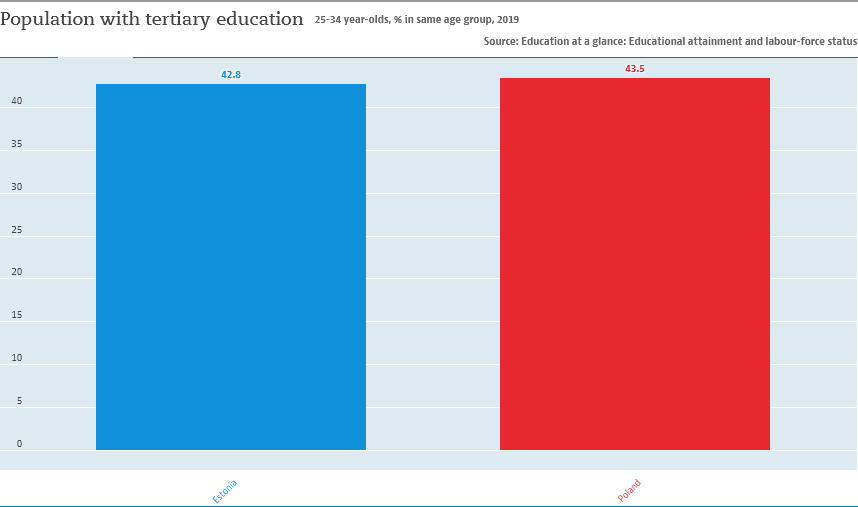 Population with tertiary education 25-34 year-olds, % in same age group, 2019
Source: Education at a glance: Educational attainment and labour-force status
42.8
43.5
40
35
30
25
20
15
10
5
0
Estonia
Poland